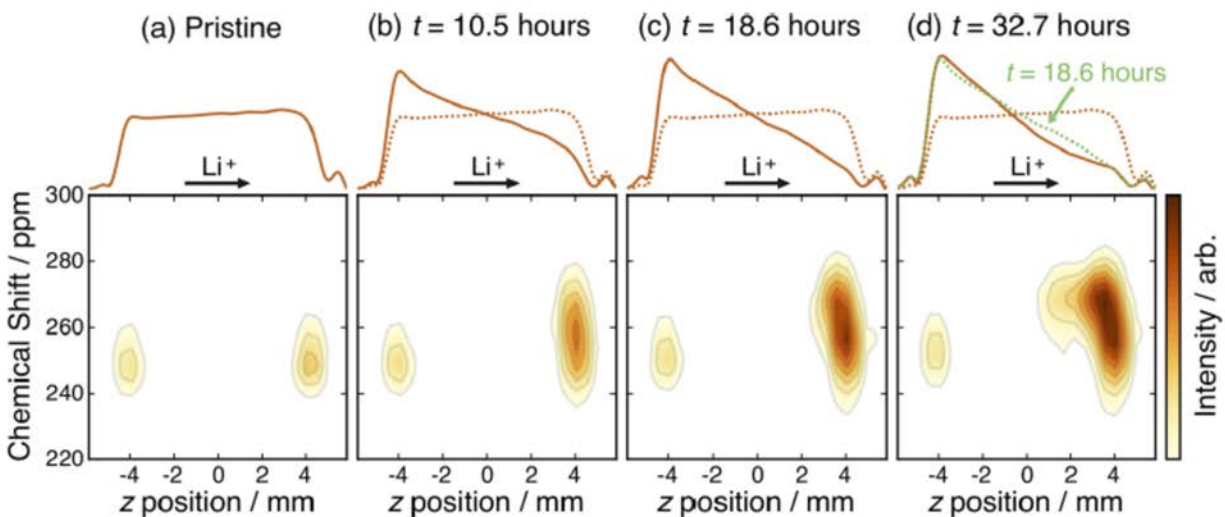 (a) Pristine
(b) t = 10.5 hours
(c) t = 18.6 hours
(d) t = 32.7 hours
t = 18.6 hours
Li+
Li+
Li+
Li+
300
280
260
240
220
Chemical Shift / ppm
-4 -2 0 2 4
-4 -2 0 2 4
-4 -2 0 2 4
-4 -2 0 2 4
z position / mm
z position / mm
z position / mm
z position / mm
Intensity / arb.